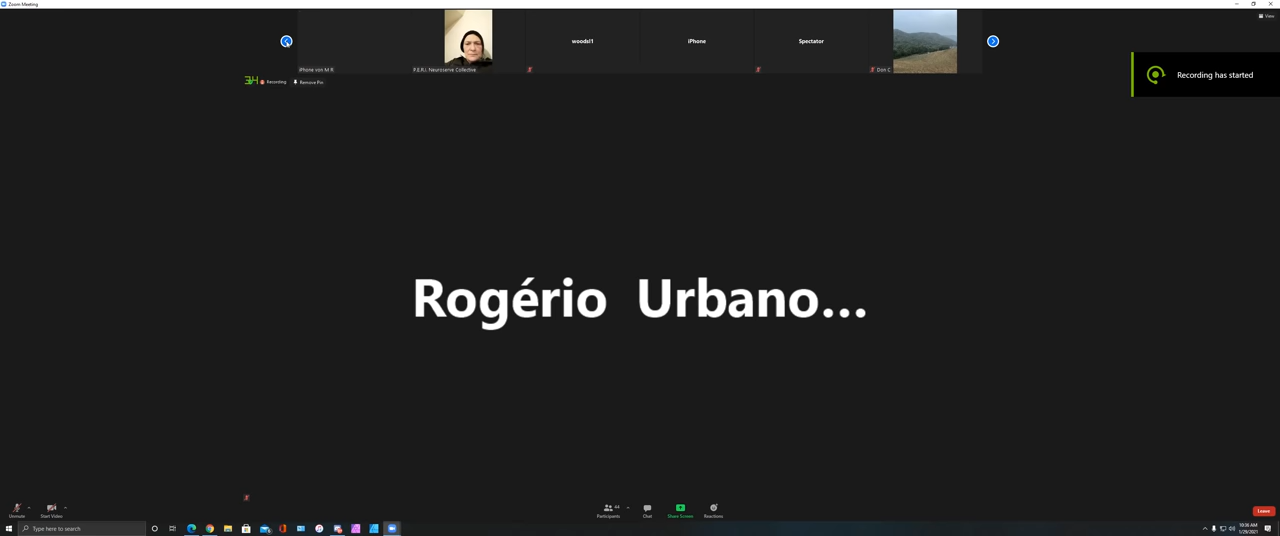 Zoom Meeting
View
woods!1
iPhone
Spectator
iPhone von M R
P.E.R.I. Neuroserve Collective
Don C
Recording has started
Recording
Remove Pin
Rogério Urbano...
Unmute
Start Video
44
Participants
Chat
Share Screen
Reactions
Leave
Type here to search
10:36 AM
1/29/2021